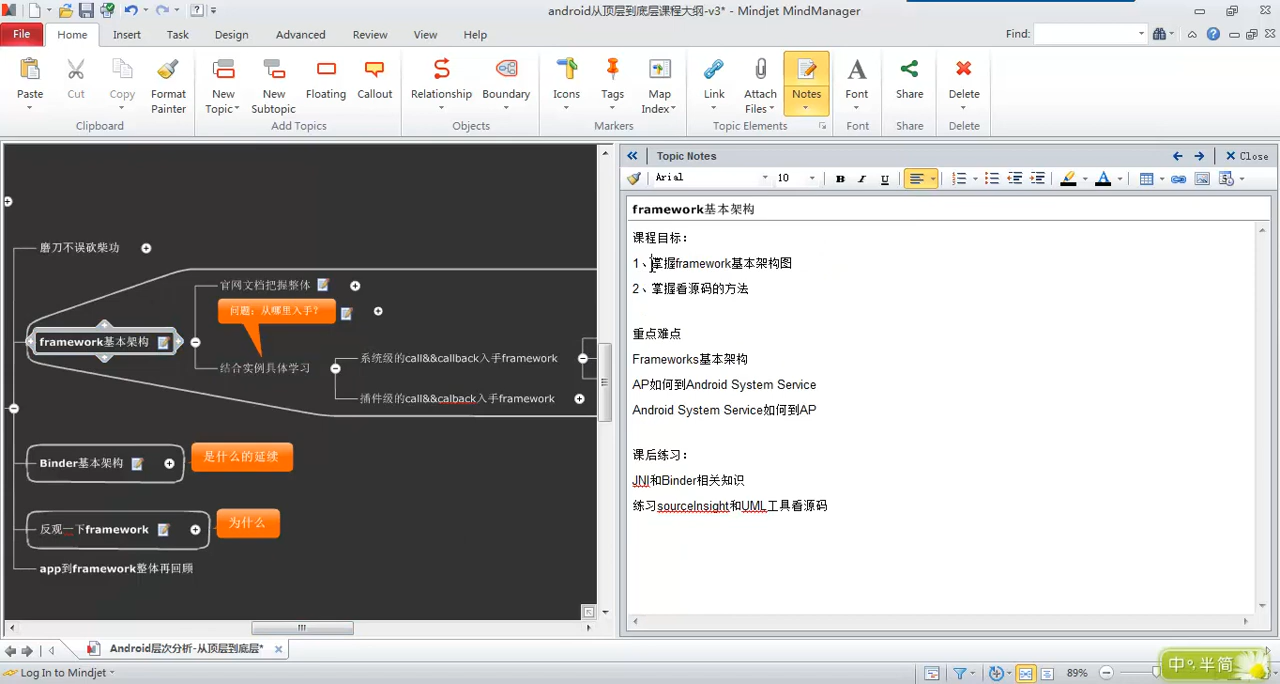 android从顶层到底层课程大纲-v3* - Mindjet MindManager
File
Home
Insert
Task
Design
Advanced
Review
View
Help
Find:
Paste
Cut
Copy
Format Painter
Clipboard
New Topic
New Subtopic
Floating
Callout
Add Topics
Relationship
Boundary
Objects
Icons
Tags
Map Index
Markers
Link
Attach Files
Notes
Topic Elements
Font
Font
Share
Share
Delete
Delete
磨刀不误砍柴功
官网文档把握整体
问题：从哪里入手？
framework基本架构
结合实例具体学习
系统级的call&&callback入手framework
插件级的call&&calback入手framework
Binder基本架构
是什么的延续
反观一下framework
为什么
app到framework整体再回顾
Topic Notes
Close
Arial
10
B
I
U
framework基本架构
课程目标：
1、掌握framework基本架构图
2、掌握看源码的方法
重点难点
Frameworks基本架构
AP如何到Android System Service
Android System Service如何到AP
课后练习：
JNI和Binder相关知识
练习sourceInsight和UML工具看源码
Android层次分析-从顶层到底层*
Log In to Mindjet
89%
中°,半简